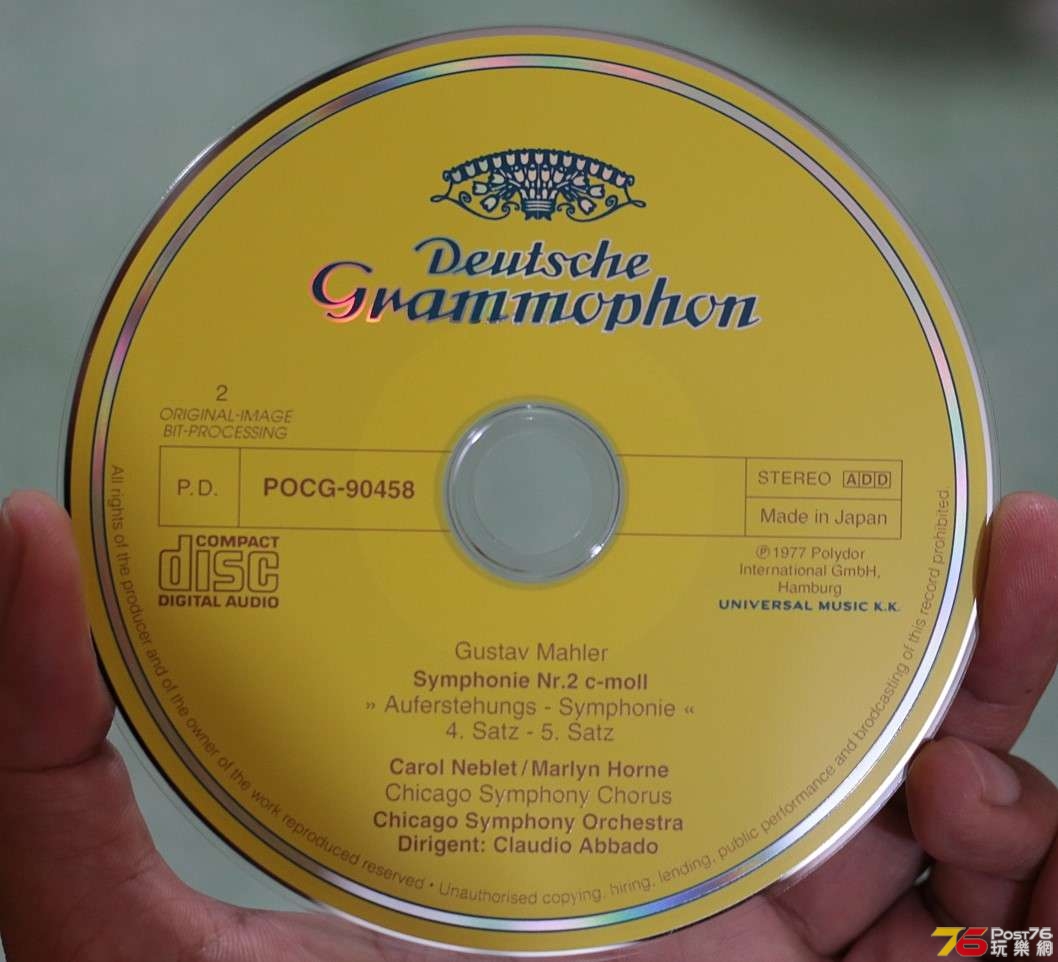 Deutsche
Grammophon
2
ORIGINAL-IMAGE
BIT-PROCESSING
P.D.
POCG-90458
STEREO ADD
Made in Japan
COMPACT
disc
DIGITAL AUDIO
℗ 1977 Polydor
International GmbH,
Hamburg
UNIVERSAL MUSIC K.K.
Gustav Mahler
Symphonie Nr.2 c-moll
» Auferstehungs - Symphonie «
4. Satz - 5. Satz
Carol Neblet / Marlyn Horne
Chicago Symphony Chorus
Chicago Symphony Orchestra
Dirigent: Claudio Abbado
All rights of the producer and of the owner of the work reproduced reserved • Unauthorised copying, hiring, lending, public performance and brodcasting of this record prohibited.
76 Post76
玩樂網